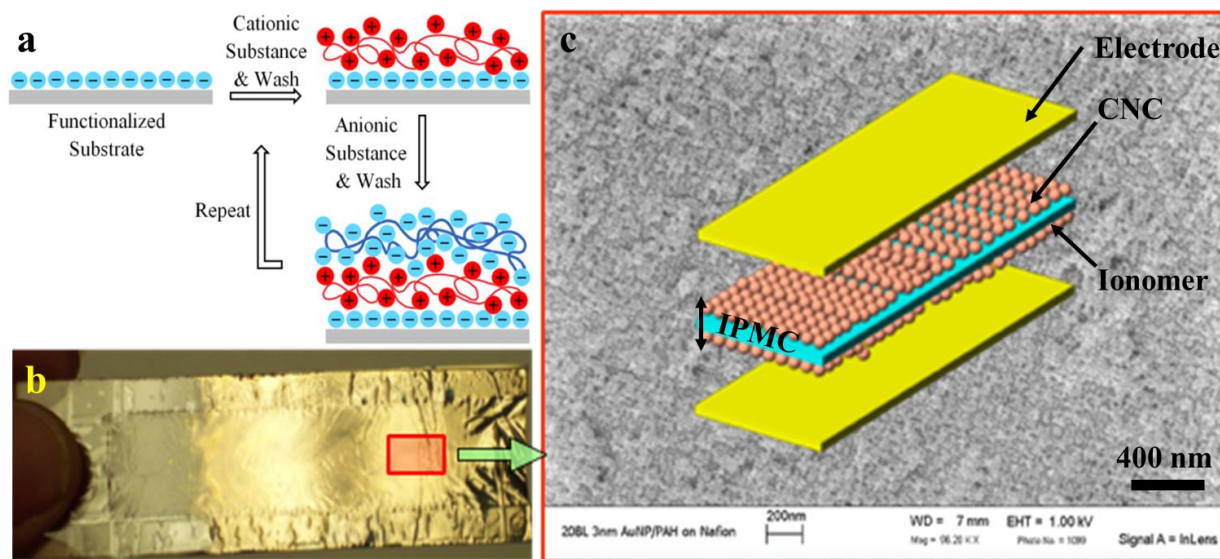 a
Cationic
Substance
& Wash
Functionalized
Substrate
Anionic
Substance
& Wash
Repeat
b
c
Electrode
CNC
Ionomer
IPMC
400 nm
20BL 3nm AuNP/PAH on Nafion
200nm
WD = 7 mm
EHT = 1.00 kV
Signal A = InLens